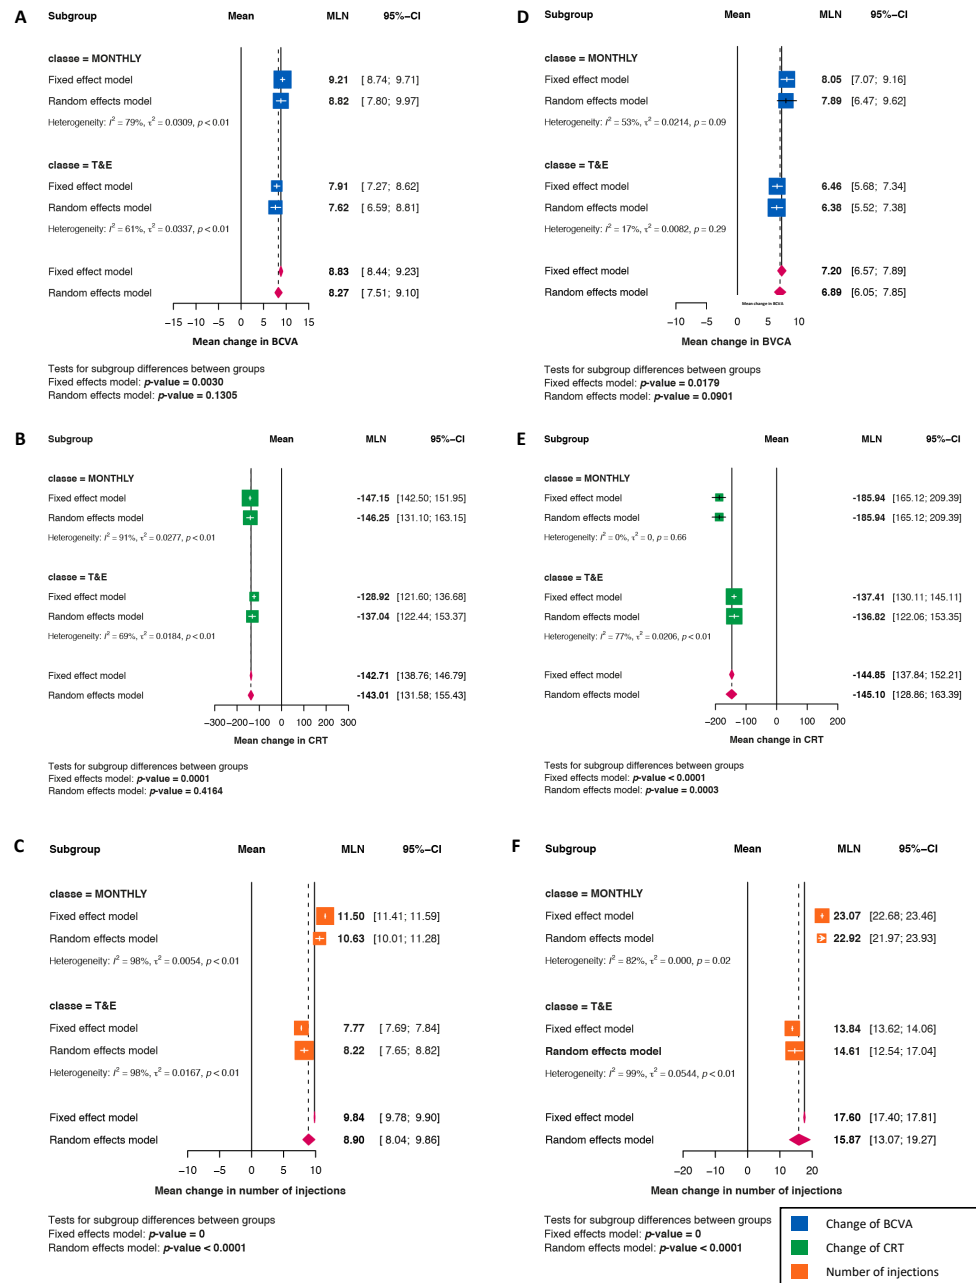 A
Subgroup Mean MLN 95%−CI
classe = MONTHLY
Fixed effect model 9.21 [ 8.74; 9.71]
Random effects model 8.82 [ 7.80; 9.97]
Heterogeneity: I² = 79%, τ² = 0.0309, p < 0.01
classe = T&E
Fixed effect model 7.91 [ 7.27; 8.62]
Random effects model 7.62 [ 6.59; 8.81]
Heterogeneity: I² = 61%, τ² = 0.0337, p < 0.01
Fixed effect model 8.83 [ 8.44; 9.23]
Random effects model 8.27 [ 7.51; 9.10]
−15 −10 −5 0 5 10 15
Mean change in BCVA
Tests for subgroup differences between groups
Fixed effects model: p-value = 0.0030
Random effects model: p-value = 0.1305
D
Subgroup Mean MLN 95%−CI
classe = MONTHLY
Fixed effect model 8.05 [7.07; 9.16]
Random effects model 7.89 [6.47; 9.62]
Heterogeneity: I² = 53%, τ² = 0.0214, p = 0.09
classe = T&E
Fixed effect model 6.46 [5.68; 7.34]
Random effects model 6.38 [5.52; 7.38]
Heterogeneity: I² = 17%, τ² = 0.0082, p = 0.29
Fixed effect model 7.20 [6.57; 7.89]
Random effects model 6.89 [6.05; 7.85]
Mean change in BCVA
−10 −5 0 5 10
Mean change in BVCA
Tests for subgroup differences between groups
Fixed effects model: p-value = 0.0179
Random effects model: p-value = 0.0901
B
Subgroup Mean MLN 95%−CI
classe = MONTHLY
Fixed effect model -147.15 [142.50; 151.95]
Random effects model -146.25 [131.10; 163.15]
Heterogeneity: I² = 91%, τ² = 0.0277, p < 0.01
classe = T&E
Fixed effect model -128.92 [121.60; 136.68]
Random effects model -137.04 [122.44; 153.37]
Heterogeneity: I² = 69%, τ² = 0.0184, p < 0.01
Fixed effect model -142.71 [138.76; 146.79]
Random effects model -143.01 [131.58; 155.43]
−300 −200 −100 0 100 200 300
Mean change in CRT
Tests for subgroup differences between groups
Fixed effects model: p-value = 0.0001
Random effects model: p-value = 0.4164
E
Subgroup Mean MLN 95%−CI
classe = MONTHLY
Fixed effect model -185.94 [165.12; 209.39]
Random effects model -185.94 [165.12; 209.39]
Heterogeneity: I² = 0%, τ² = 0, p = 0.66
classe = T&E
Fixed effect model -137.41 [130.11; 145.11]
Random effects model -136.82 [122.06; 153.35]
Heterogeneity: I² = 77%, τ² = 0.0206, p < 0.01
Fixed effect model -144.85 [137.84; 152.21]
Random effects model -145.10 [128.86; 163.39]
−200 −100 0 100 200
Mean change in CRT
Tests for subgroup differences between groups
Fixed effects model: p-value < 0.0001
Random effects model: p-value = 0.0003
C
Subgroup Mean MLN 95%−CI
classe = MONTHLY
Fixed effect model 11.50 [11.41; 11.59]
Random effects model 10.63 [10.01; 11.28]
Heterogeneity: I² = 98%, τ² = 0.0054, p < 0.01
classe = T&E
Fixed effect model 7.77 [ 7.69; 7.84]
Random effects model 8.22 [ 7.65; 8.82]
Heterogeneity: I² = 98%, τ² = 0.0167, p < 0.01
Fixed effect model 9.84 [ 9.78; 9.90]
Random effects model 8.90 [ 8.04; 9.86]
−10 −5 0 5 10
Mean change in number of injections
Tests for subgroup differences between groups
Fixed effects model: p-value = 0
Random effects model: p-value < 0.0001
F
Subgroup Mean MLN 95%−CI
classe = MONTHLY
Fixed effect model 23.07 [22.68; 23.46]
Random effects model 22.92 [21.97; 23.93]
Heterogeneity: I² = 82%, τ² = 0.000, p = 0.02
classe = T&E
Fixed effect model 13.84 [13.62; 14.06]
Random effects model 14.61 [12.54; 17.04]
Heterogeneity: I² = 99%, τ² = 0.0544, p < 0.01
Fixed effect model 17.60 [17.40; 17.81]
Random effects model 15.87 [13.07; 19.27]
−20 −10 0 10 20
Mean change in number of injections
Tests for subgroup differences between groups
Fixed effects model: p-value = 0
Random effects model: p-value < 0.0001
Change of BCVA
Change of CRT
Number of injections